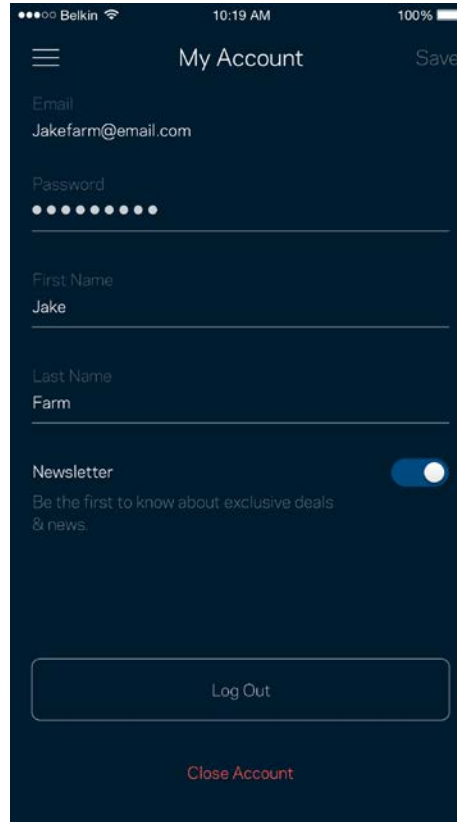 Belkin 10:19 AM 100%
My Account Save
Email
Jakefarm@email.com
Password
First Name
Jake
Last Name
Farm
Newsletter
Be the first to know about exclusive deals
& news.
Log Out
Close Account